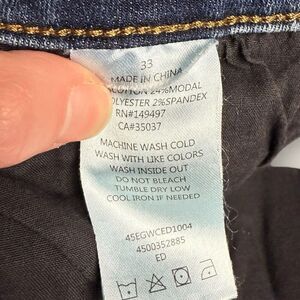 33
MADE IN CHINA
COTTON 24%MODAL
POLYESTER 2%SPANDEX
RN#149497
CA#35037
MACHINE WASH COLD
WASH WITH LIKE COLORS
WASH INSIDE OUT
DO NOT BLEACH
TUMBLE DRY LOW
COOL IRON IF NEEDED
45EGWCED1004
4500352885
ED